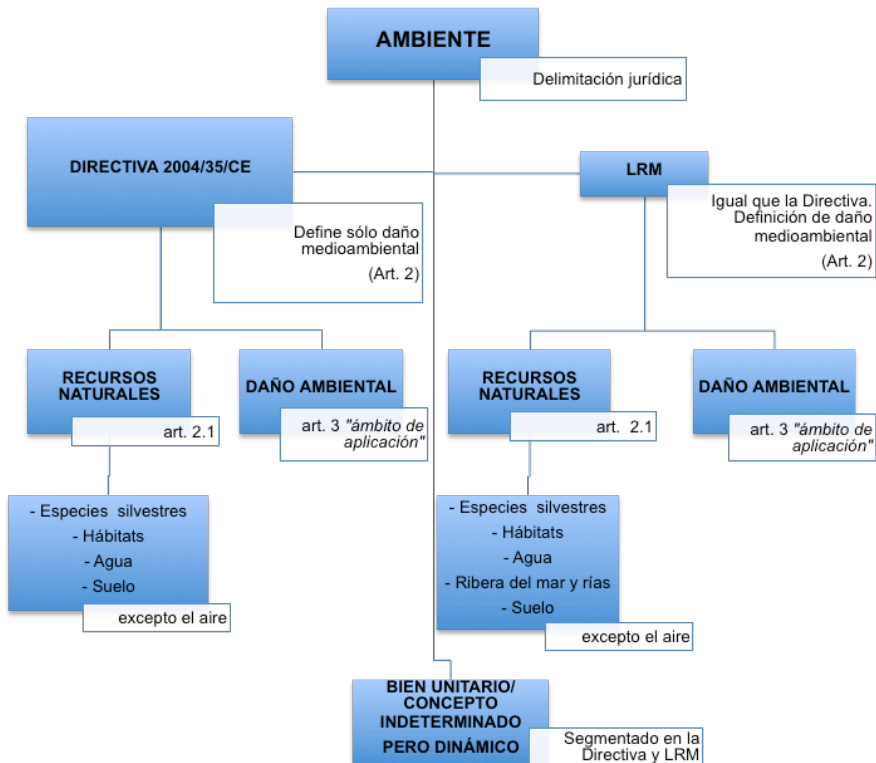 AMBIENTE
Delimitación jurídica
DIRECTIVA 2004/35/CE
Define sólo daño
medioambiental
(Art. 2)
LRM
Igual que la Directiva.
Definición de daño
medioambiental
(Art. 2)
RECURSOS
NATURALES
art. 2.1
DAÑO AMBIENTAL
art. 3 "ámbito de
aplicación"
RECURSOS
NATURALES
art. 2.1
DAÑO AMBIENTAL
art. 3 "ámbito de
aplicación"
- Especies silvestres
- Hábitats
- Agua
- Suelo
excepto el aire
- Especies silvestres
- Hábitats
- Agua
- Ribera del mar y rías
- Suelo
excepto el aire
BIEN UNITARIO/
CONCEPTO
INDETERMINADO
PERO DINÁMICO
Segmentado en la
Directiva y LRM